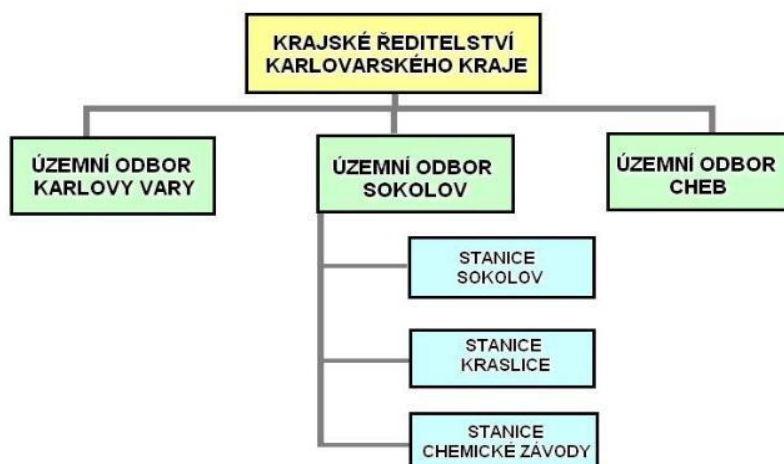 KRAJSKÉ ŘEDITELSTVÍ
KARLOVARSKÉHO KRAJE
ÚZEMNÍ ODBOR
KARLOVY VARY
ÚZEMNÍ ODBOR
SOKOLOV
ÚZEMNÍ ODBOR
CHEB
STANICE
SOKOLOV
STANICE
KRASLICE
STANICE
CHEMICKÉ ZÁVODY